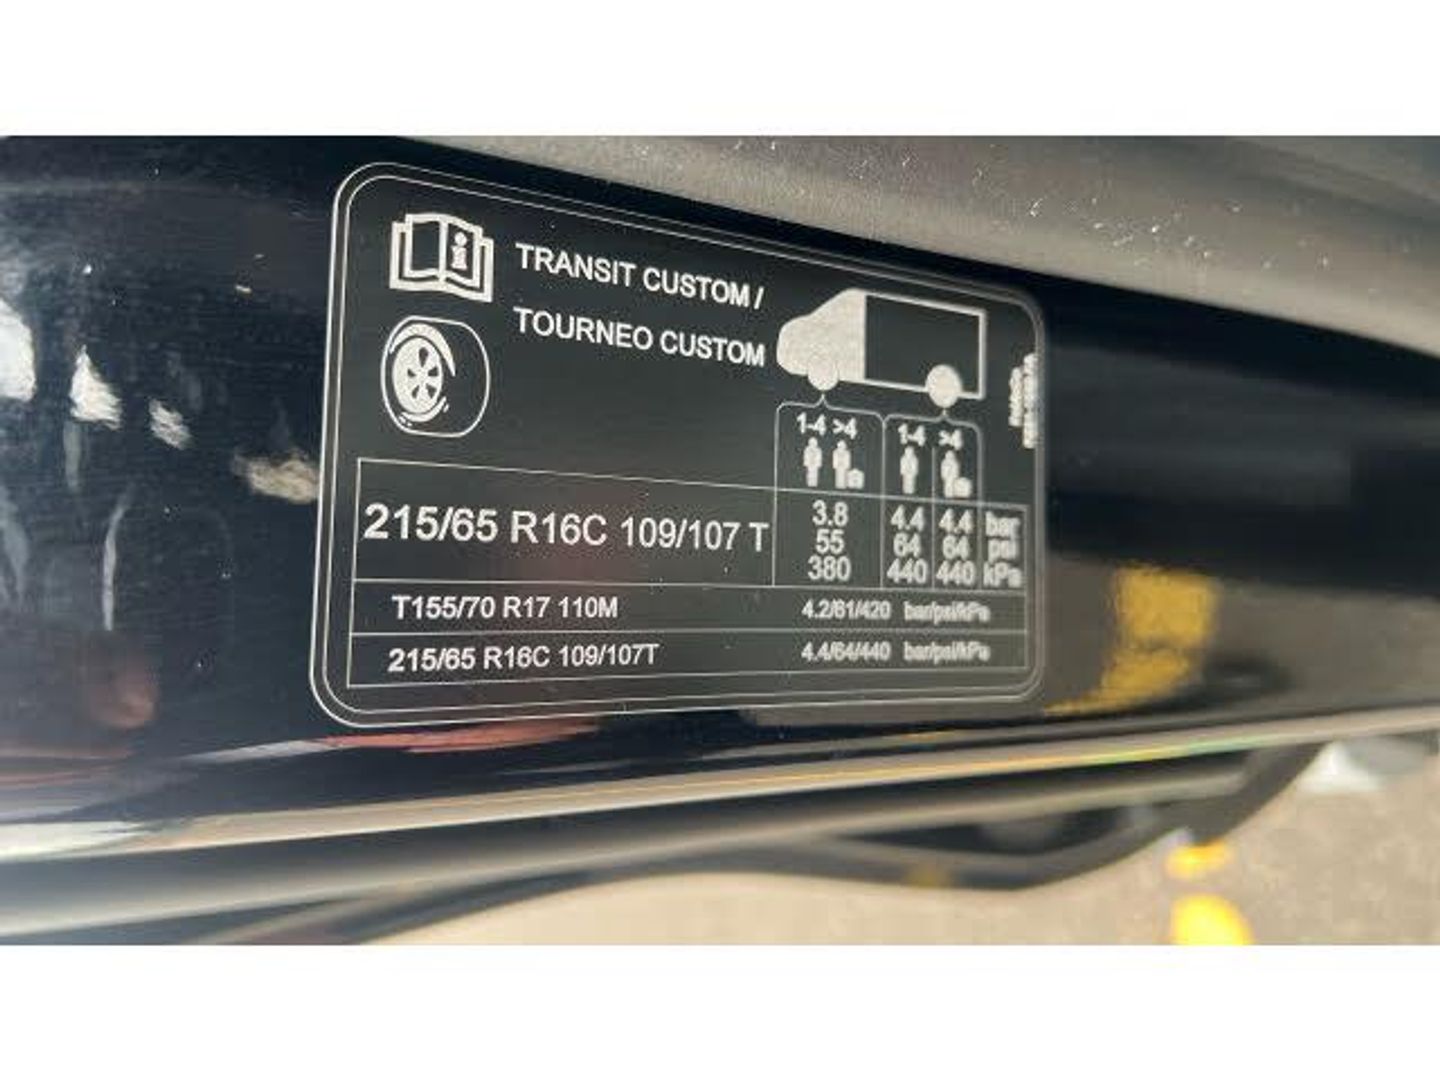 TRANSIT CUSTOM /
TOURNEO CUSTOM
1-4 >4 1-4 >4
215/65 R16C 109/107 T
3.8 4.4 4.4 bar
55 64 64 psi
380 440 440 kPa
T155/70 R17 110M 4.2/61/420 bar/psi/kPa
215/65 R16C 109/107T 4.4/64/440 bar/psi/kPa